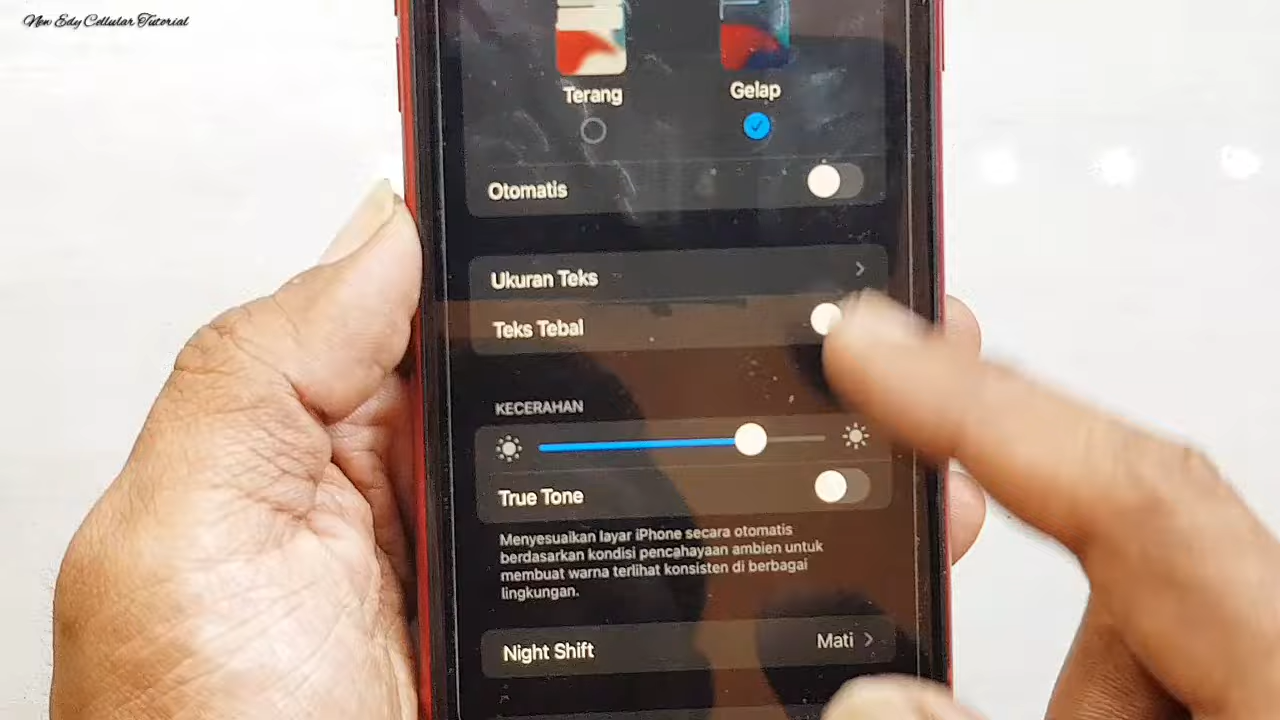 New Edy Cellular Tutorial
Terang Gelap
Otomatis
Ukuran Teks
Teks Tebal
KECERAHAN
True Tone
Menyesuaikan layar iPhone secara otomatis
berdasarkan kondisi pencahayaan ambien untuk
membuat warna terlihat konsisten di berbagai
lingkungan.
Night Shift Mati